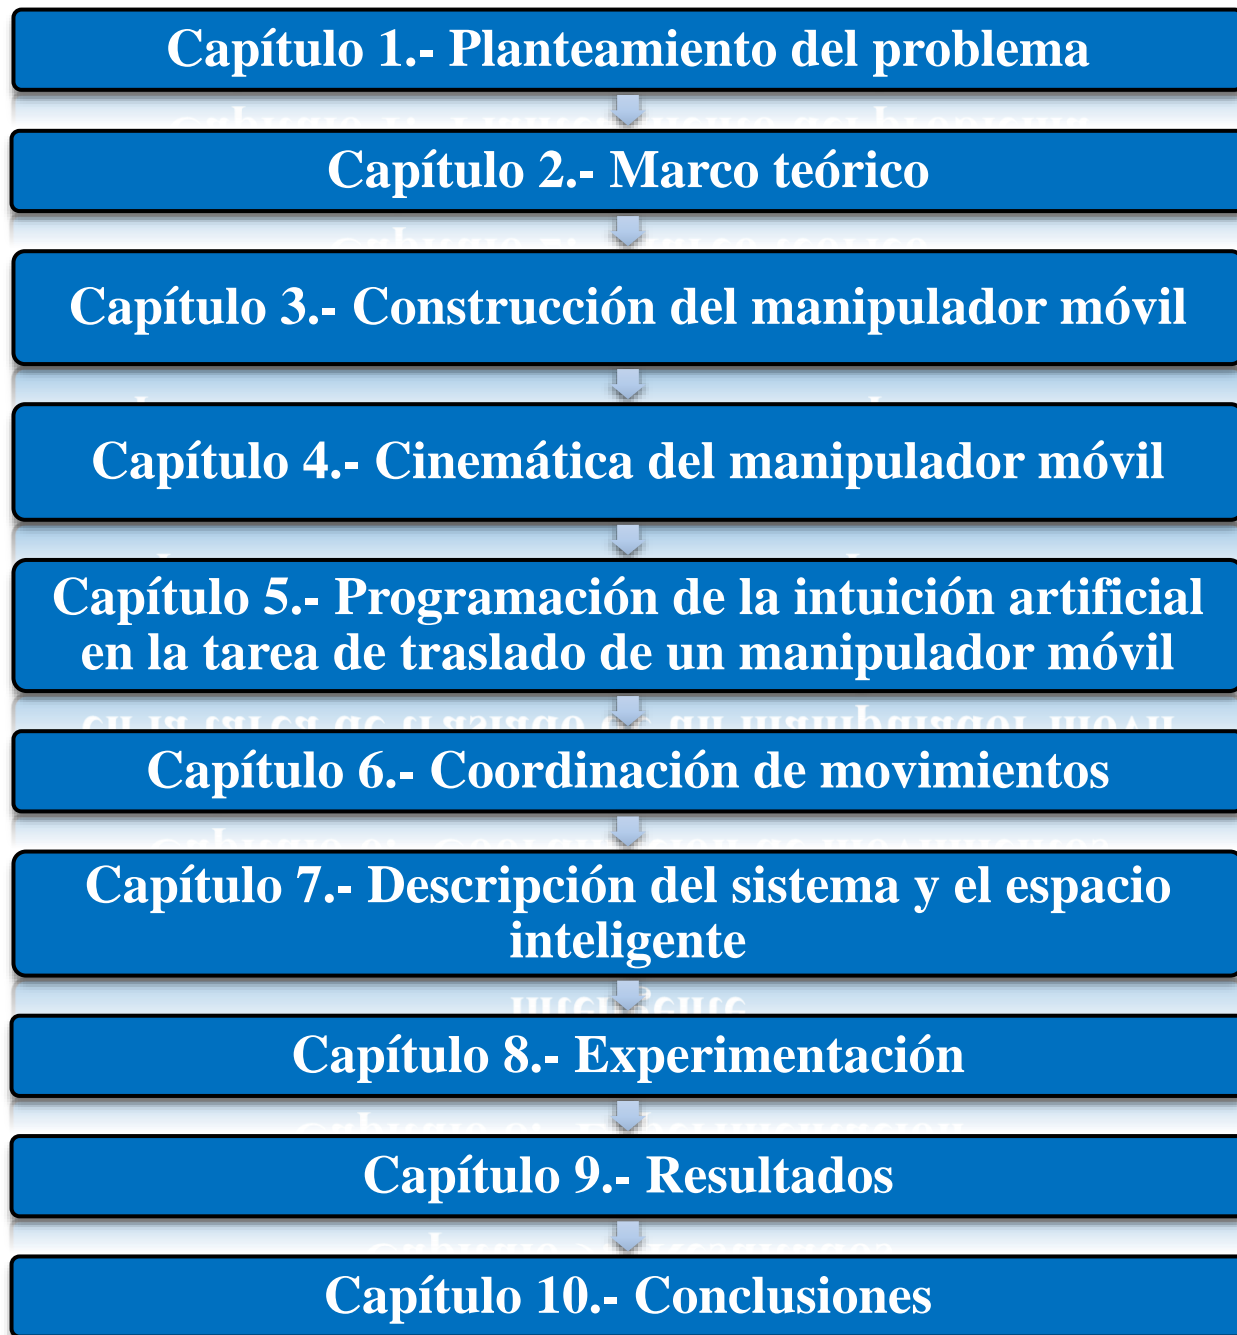 Capítulo 1.- Planteamiento del problema
Capítulo 2.- Marco teórico
Capítulo 3.- Construcción del manipulador móvil
Capítulo 4.- Cinemática del manipulador móvil
Capítulo 5.- Programación de la intuición artificial
en la tarea de traslado de un manipulador móvil
Capítulo 6.- Coordinación de movimientos
Capítulo 7.- Descripción del sistema y el espacio
inteligente
Capítulo 8.- Experimentación
Capítulo 9.- Resultados
Capítulo 10.- Conclusiones